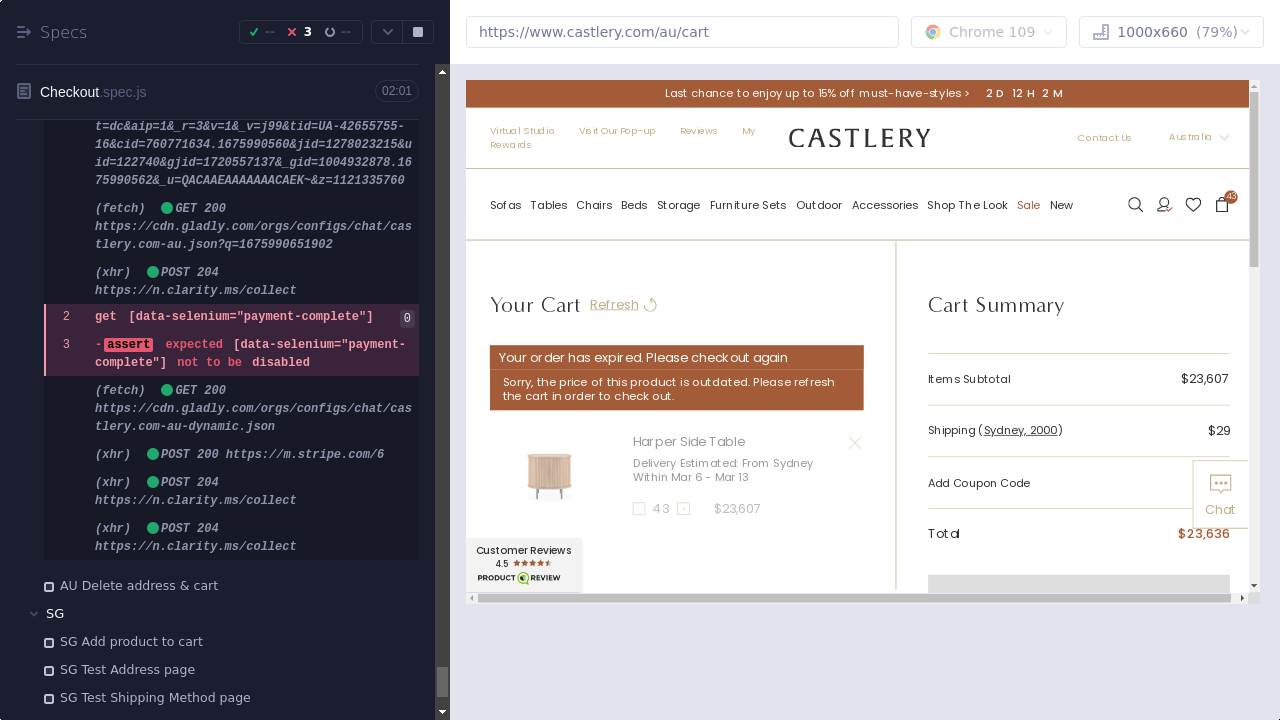 Specs
--
3
--
Checkout.spec.js
02:01
t=dc&aip=1&_r=3&v=1&_v=j99&tid=UA-42655755-
16&cid=760771634.1675990560&jid=1278023215&u
id=122740&gjid=1720557137&_gid=1004932878.16
75990562&_u=QACAAEAAAAAAACAEK~&z=1121335760
(fetch) GET 200
https://cdn.gladly.com/orgs/configs/chat/cas
tlery.com-au.json?q=1675990651902
(xhr) POST 204
https://n.clarity.ms/collect
2 get [data-selenium="payment-complete"] 0
3 -assert expected [data-selenium="payment-
complete"] not to be disabled
(fetch) GET 200
https://cdn.gladly.com/orgs/configs/chat/cas
tlery.com-au-dynamic.json
(xhr) POST 200 https://m.stripe.com/6
(xhr) POST 204
https://n.clarity.ms/collect
(xhr) POST 204
https://n.clarity.ms/collect
AU Delete address & cart
SG
SG Add product to cart
SG Test Address page
SG Test Shipping Method page
https://www.castlery.com/au/cart
Chrome 109
1000x660 (79%)
Last chance to enjoy up to 15% off must-have-styles > 2 D 12 H 2 M
Virtual Studio Visit Our Pop-up Reviews My
Rewards
CASTLERY
Contact Us Australia
Sofas Tables Chairs Beds Storage Furniture Sets Outdoor Accessories Shop The Look Sale New
43
Your Cart Refresh
Your order has expired. Please checkout again
Sorry, the price of this product is outdated. Please refresh
the cart in order to check out.
Harper Side Table
Delivery Estimated: From Sydney
Within Mar 6 - Mar 13
- 43 + $23,607
Customer Reviews
4.5
PRODUCT REVIEW
Cart Summary
Items Subtotal $23,607
Shipping (Sydney, 2000) $29
Add Coupon Code
Total $23,636
Chat